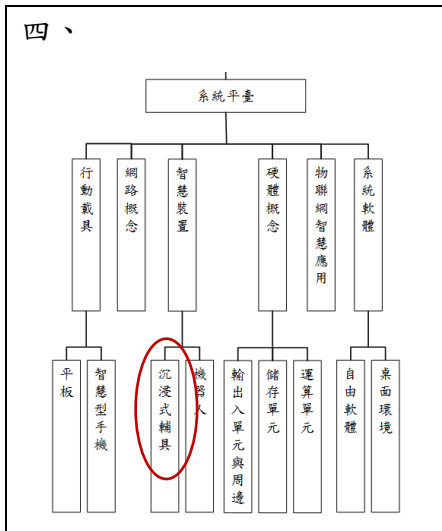 四、
系統平臺
行動載具
網路概念
智慧裝置
硬體概念
物聯網智慧應用
系統軟體
平板
智慧型手機
沉浸式輔具
機器人
輸出入單元與周邊
儲存單元
運算單元
自由軟體
桌面環境